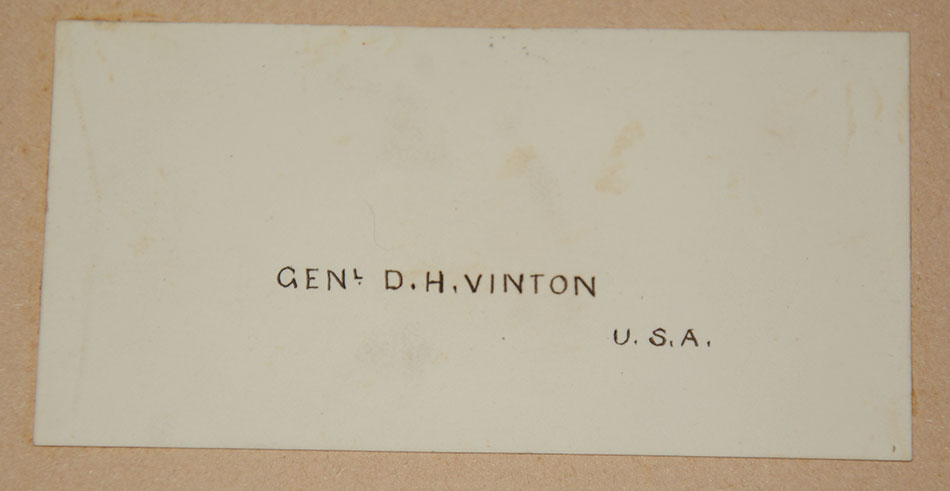 GENL. D. H. VINTON
U. S. A.